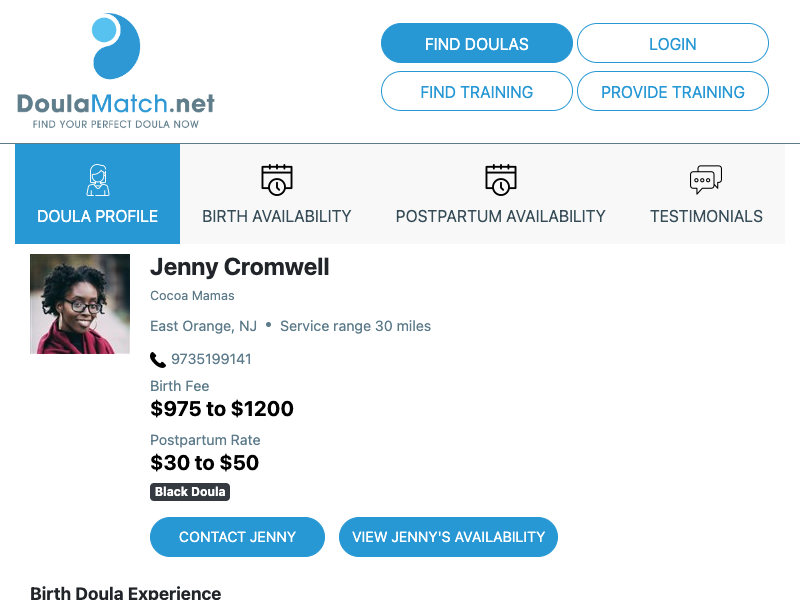 DoulaMatch.net
FIND YOUR PERFECT DOULA NOW
FIND DOULAS
LOGIN
FIND TRAINING
PROVIDE TRAINING
DOULA PROFILE
BIRTH AVAILABILITY
POSTPARTUM AVAILABILITY
TESTIMONIALS
Jenny Cromwell
Cocoa Mamas
East Orange, NJ • Service range 30 miles
9735199141
Birth Fee
$975 to $1200
Postpartum Rate
$30 to $50
Black Doula
CONTACT JENNY
VIEW JENNY'S AVAILABILITY
Birth Doula Experience